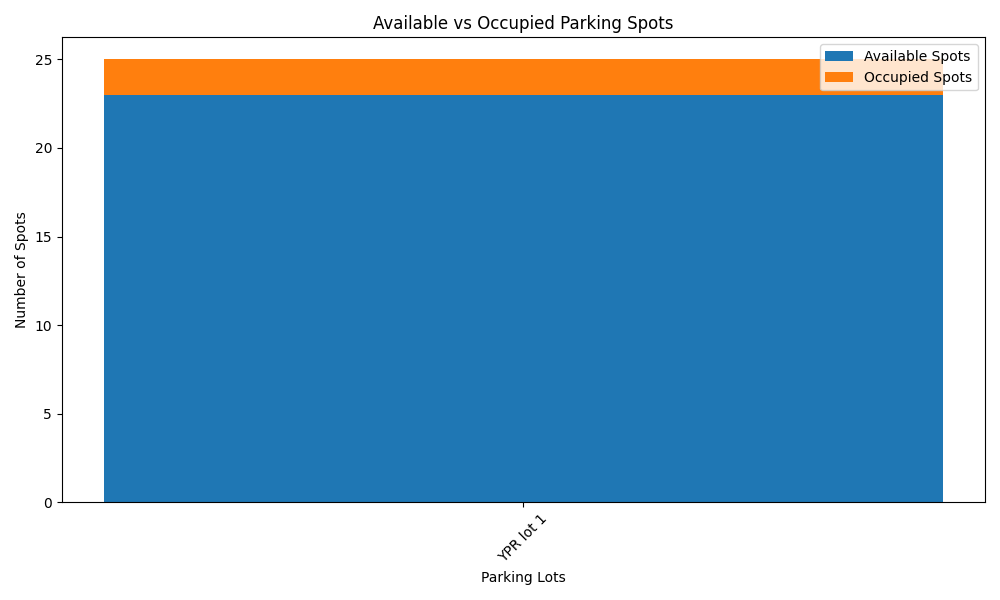 Available vs Occupied Parking Spots
Available Spots
Occupied Spots
25
20
15
10
5
0
Number of Spots
YPR lot 1
Parking Lots